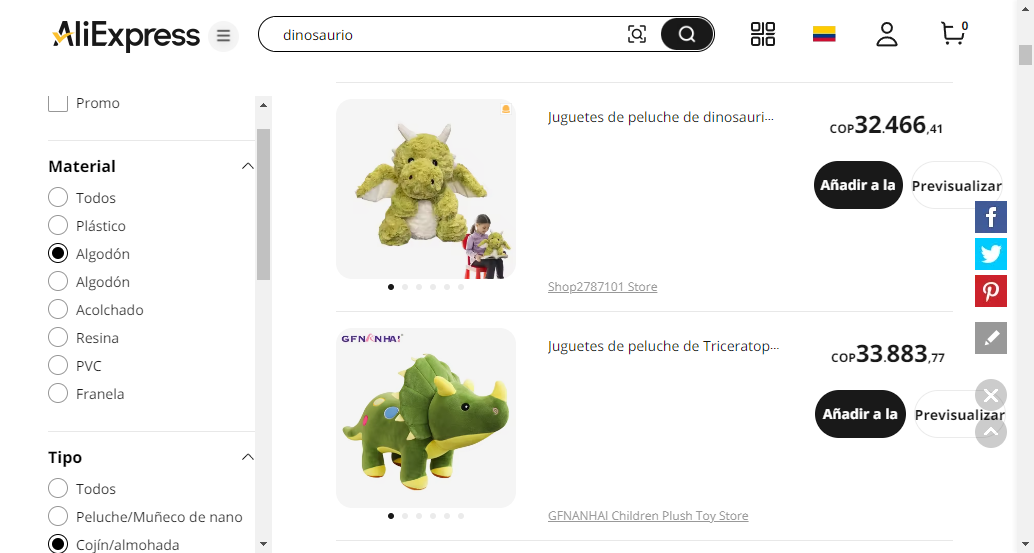 AliExpress
dinosaurio
0
Promo
Material
Todos
Plástico
Algodón
Algodón
Acolchado
Resina
PVC
Franela
Tipo
Todos
Peluche/Muñeco de nano
Cojín/almohada
Juguetes de peluche de dinosauri...
COP32.466,41
Añadir a la
Previsualizar
Shop2787101 Store
GFNANHAI
Juguetes de peluche de Triceratop...
COP33.883,77
Añadir a la
Previsualizar
GFNANHAI Children Plush Toy Store